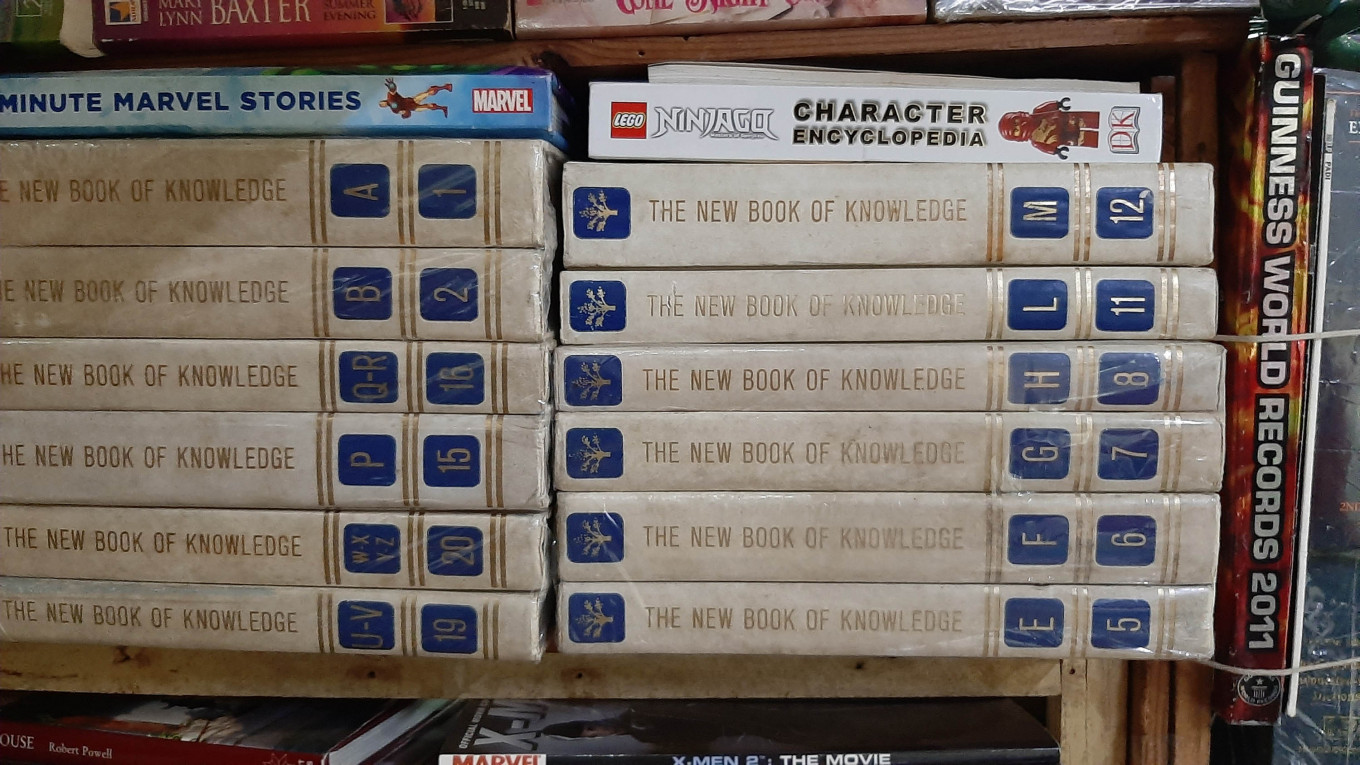 MARY
LYNN BAXTER
SUMMER
EVENING
MINUTE MARVEL STORIES MARVEL
E NEW BOOK OF KNOWLEDGE A 1
HE NEW BOOK OF KNOWLEDGE B 2
HE NEW BOOK OF KNOWLEDGE Q-R 16
HE NEW BOOK OF KNOWLEDGE P 15
THE NEW BOOK OF KNOWLEDGE W-X Y-Z 20
THE NEW BOOK OF KNOWLEDGE U-V 19
LEGO NINJAGO CHARACTER
ENCYCLOPEDIA DK
THE NEW BOOK OF KNOWLEDGE M 12
THE NEW BOOK OF KNOWLEDGE L 11
THE NEW BOOK OF KNOWLEDGE H 8
THE NEW BOOK OF KNOWLEDGE G 7
THE NEW BOOK OF KNOWLEDGE F 6
THE NEW BOOK OF KNOWLEDGE E 5
GUINNESS WORLD RECORDS 2011
OUSE Robert Powell
MARVEL X-MEN 2: THE MOVIE